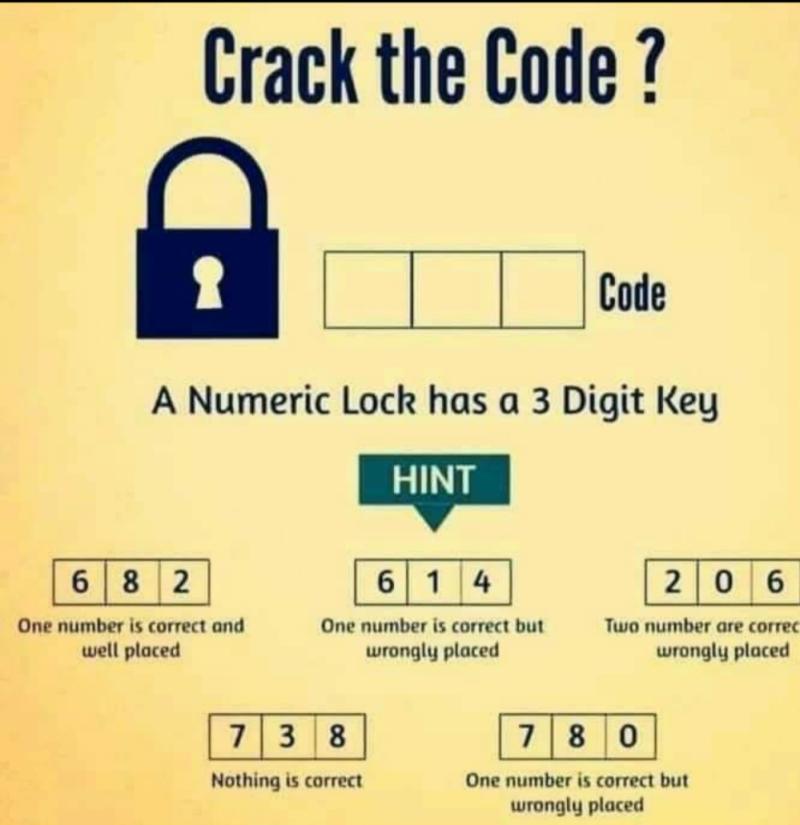 Crack the Code ?
Code
A Numeric Lock has a 3 Digit Key
HINT
6 8 2
6 1 4
2 0 6
One number is correct and
well placed
One number is correct but
wrongly placed
Two number are correc
wrongly placed
7 3 8
7 8 0
Nothing is correct
One number is correct but
wrongly placed